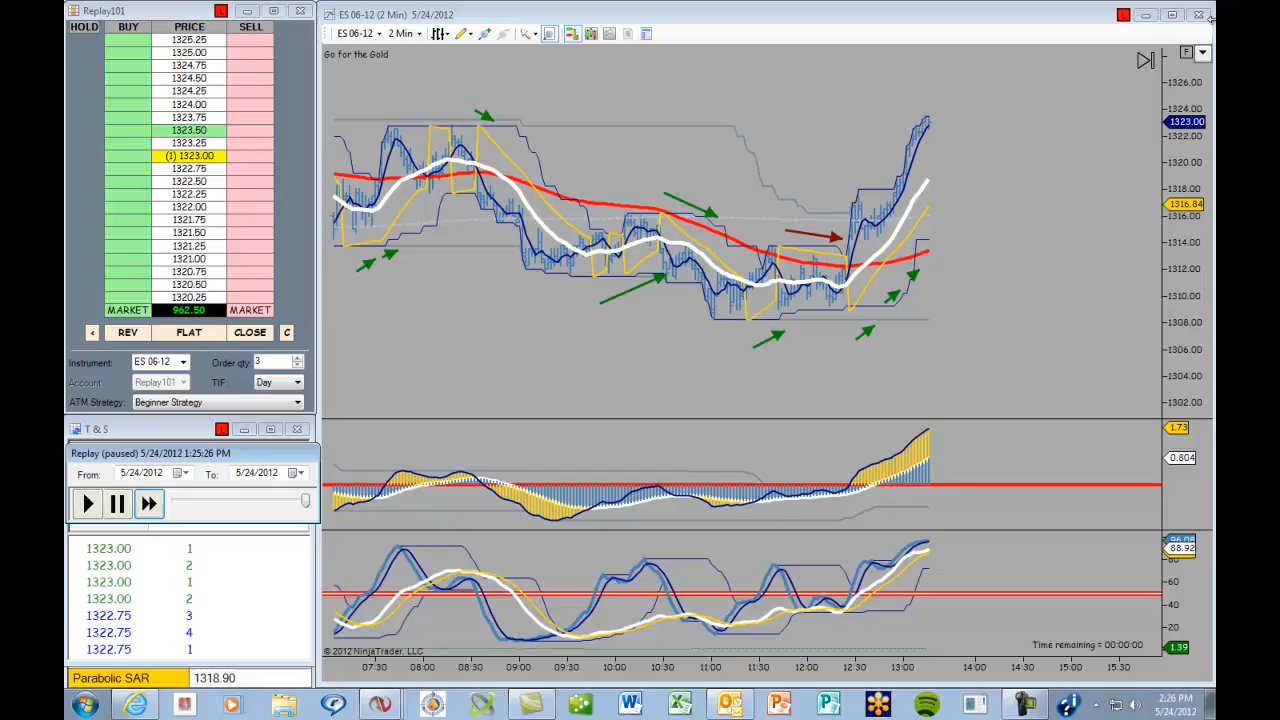 Replay101
HOLD BUY PRICE SELL
1325.25
1325.00
1324.75
1324.50
1324.25
1324.00
1323.75
1323.50
1323.25
(1) 1323.00
1322.75
1322.50
1322.25
1322.00
1321.75
1321.50
1321.25
1321.00
1320.75
1320.50
1320.25
MARKET 962.50 MARKET
< REV FLAT CLOSE C
Instrument: ES 06-12 Order qty: 3
Account: Replay101 TIF: Day
ATM Strategy: Beginner Strategy
T & S
Replay (paused) 5/24/2012 1:25:26 PM
From: 5/24/2012 To: 5/24/2012
1323.00 1
1323.00 2
1323.00 1
1323.00 2
1322.75 3
1322.75 4
1322.75 1
Parabolic SAR 1318.90
ES 06-12 (2 Min) 5/24/2012
ES 06-12 2 Min
Go for the Gold
F
1326.00
1324.00
1323.00
1322.00
1320.00
1318.00
1316.84
1316.00
1314.00
1312.00
1310.00
1308.00
1306.00
1304.00
1302.00
1.73
0.804
88.92
60
40
20
1.39
Time remaining = 00:00:00
© 2012 NinjaTrader, LLC
07:30 08:00 08:30 09:00 09:30 10:00 10:30 11:00 11:30 12:00 12:30 13:00 14:00 14:30 15:00 15:30
2:26 PM
5/24/2012